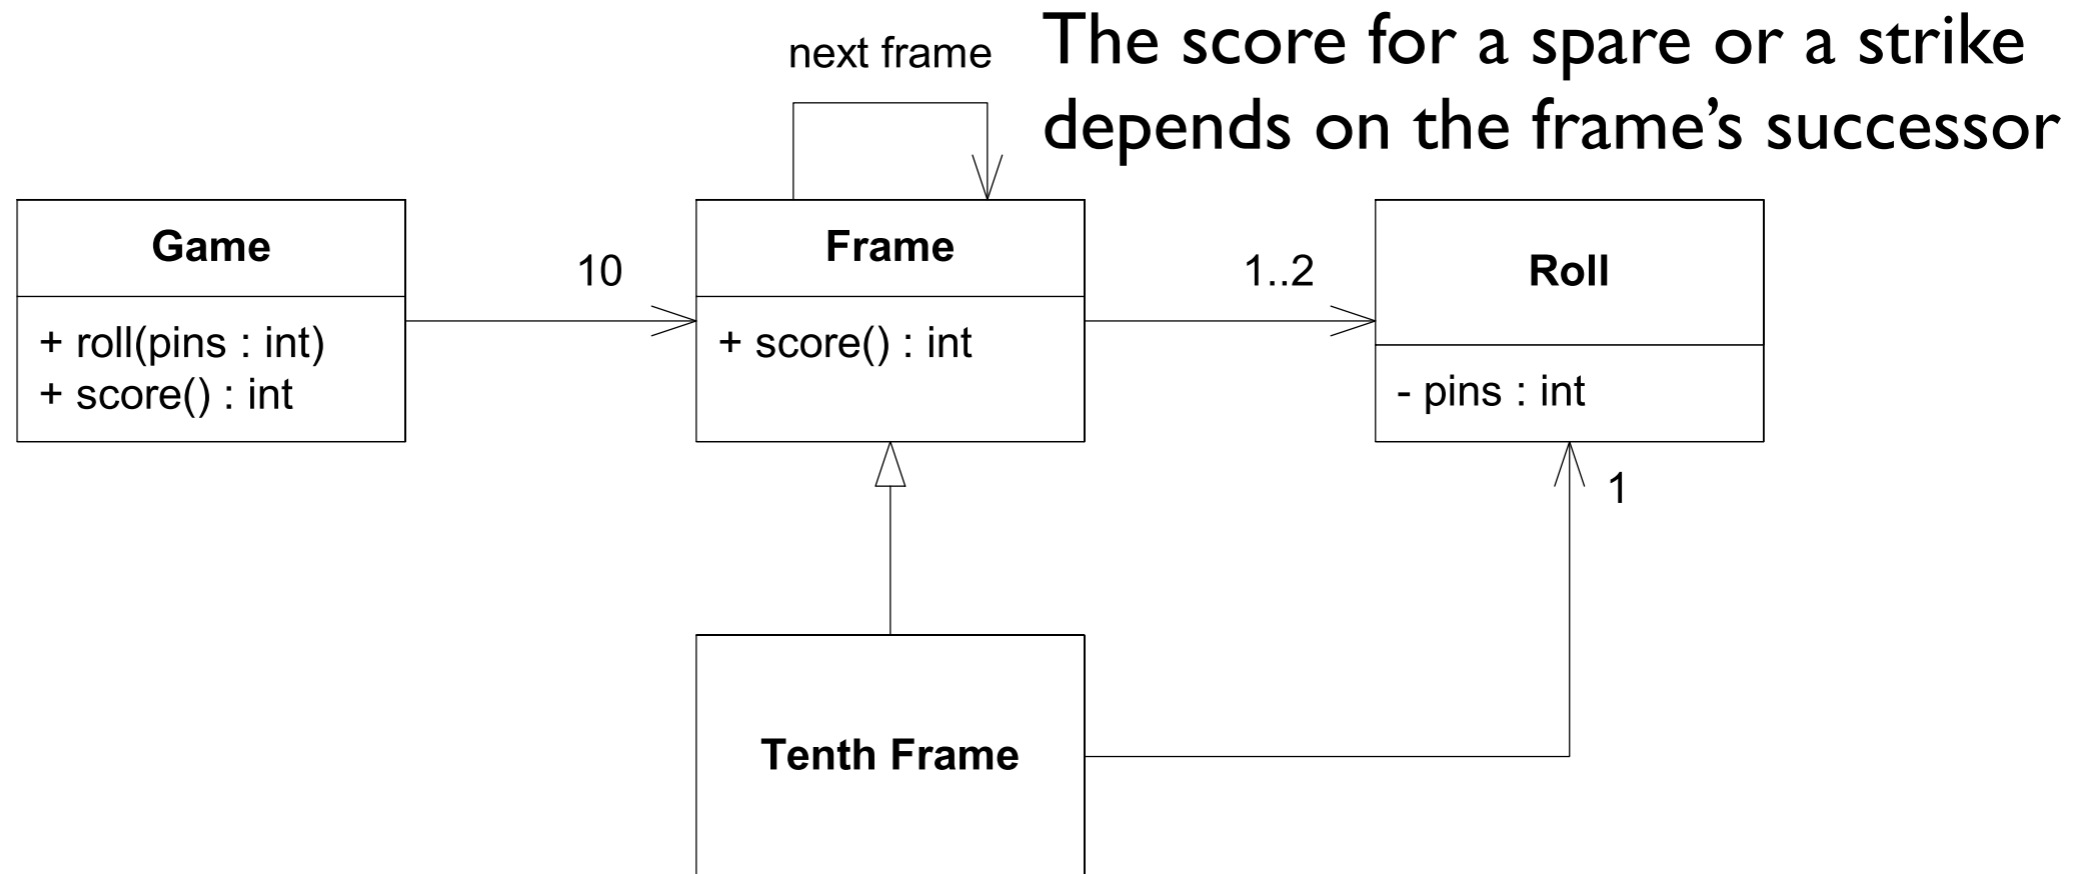 next frame
The score for a spare or a strike
depends on the frame’s successor
Game
+ roll(pins : int)
+ score() : int
10
Frame
+ score() : int
1..2
Roll
- pins : int
1
Tenth Frame